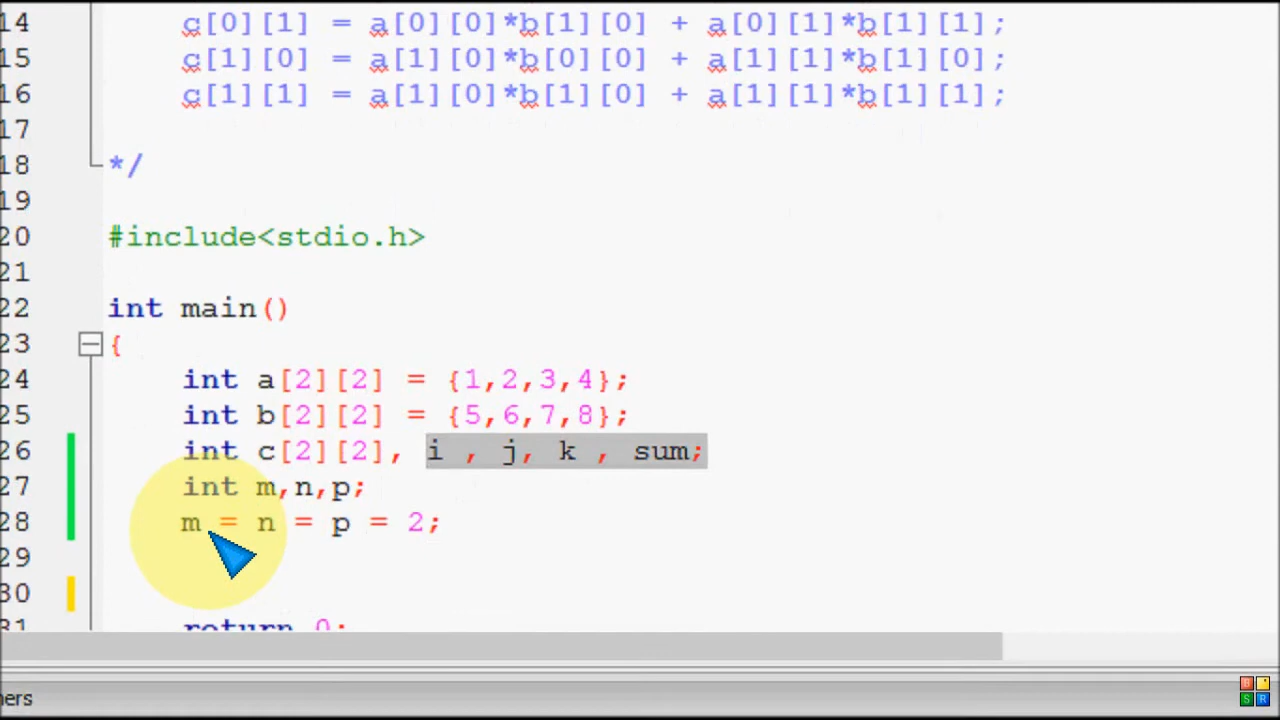 14 c[0][1] = a[0][0]*b[1][0] + a[0][1]*b[1][1];
15 c[1][0] = a[1][0]*b[0][0] + a[1][1]*b[1][0];
16 c[1][1] = a[1][0]*b[1][0] + a[1][1]*b[1][1];
17
18 */
19
20 #include<stdio.h>
21
22 int main()
23 {
24 int a[2][2] = {1,2,3,4};
25 int b[2][2] = {5,6,7,8};
26 int c[2][2], i , j, k , sum;
27 int m,n,p;
28 m = n = p = 2;
29
30
31 return 0;